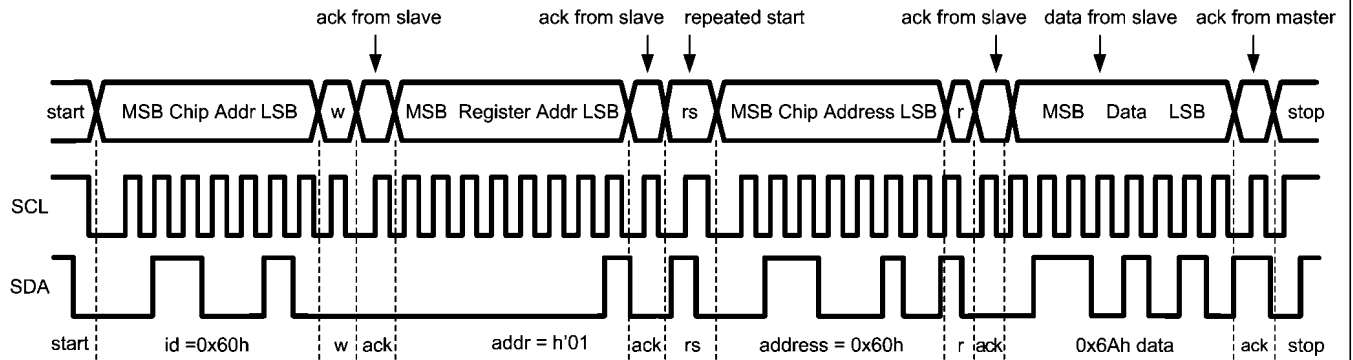 ack from slave ack from slave repeated start ack from slave data from slave ack from master
start MSB Chip Addr LSB w MSB Register Addr LSB rs MSB Chip Address LSB r MSB Data LSB stop
SCL
SDA
start id =0x60h w ack addr = h'01 ack rs address = 0x60h r ack 0x6Ah data ack stop